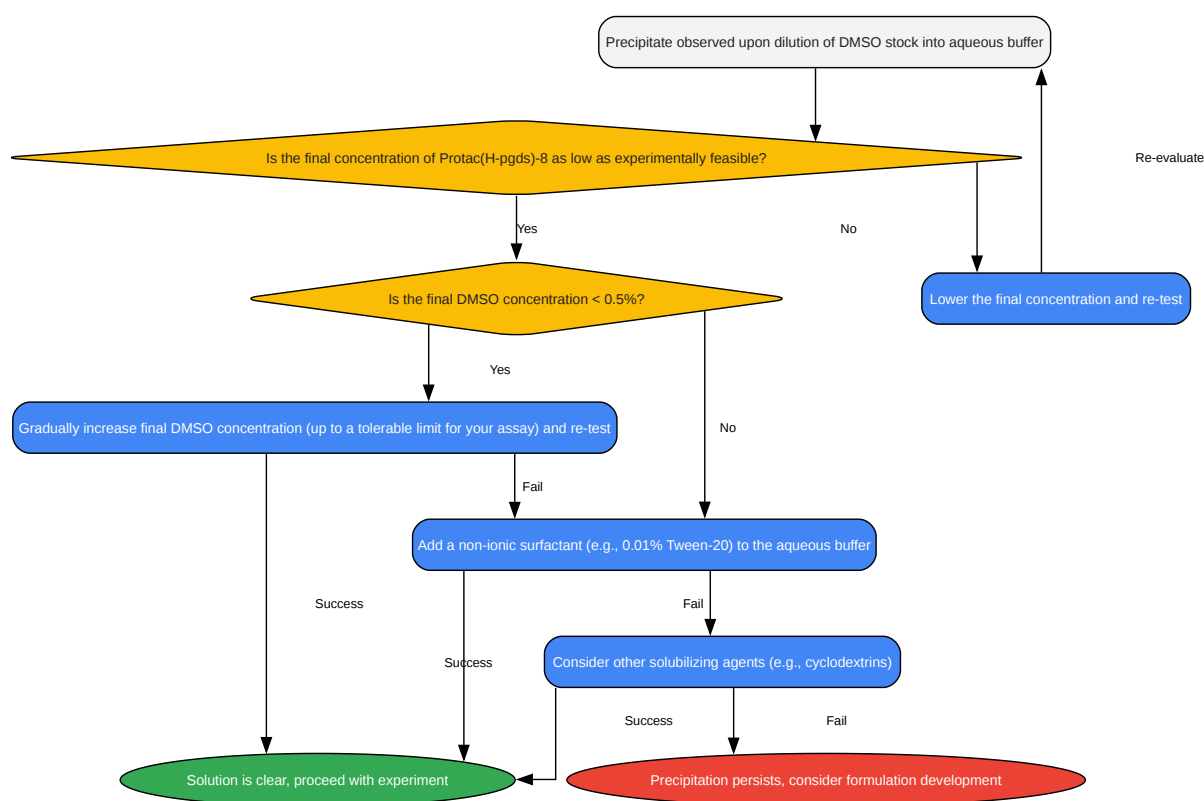 Precipitate observed upon dilution of DMSO stock into aqueous buffer
Is the final concentration of Protac(H-pgds)-8 as low as experimentally feasible?
Re-evaluate
Yes
No
Lower the final concentration and re-test
Is the final DMSO concentration < 0.5%?
Yes
Gradually increase final DMSO concentration (up to a tolerable limit for your assay) and re-test
No
Fail
Add a non-ionic surfactant (e.g., 0.01% Tween-20) to the aqueous buffer
Success
Fail
Success
Consider other solubilizing agents (e.g., cyclodextrins)
Success
Fail
Solution is clear, proceed with experiment
Precipitation persists, consider formulation development